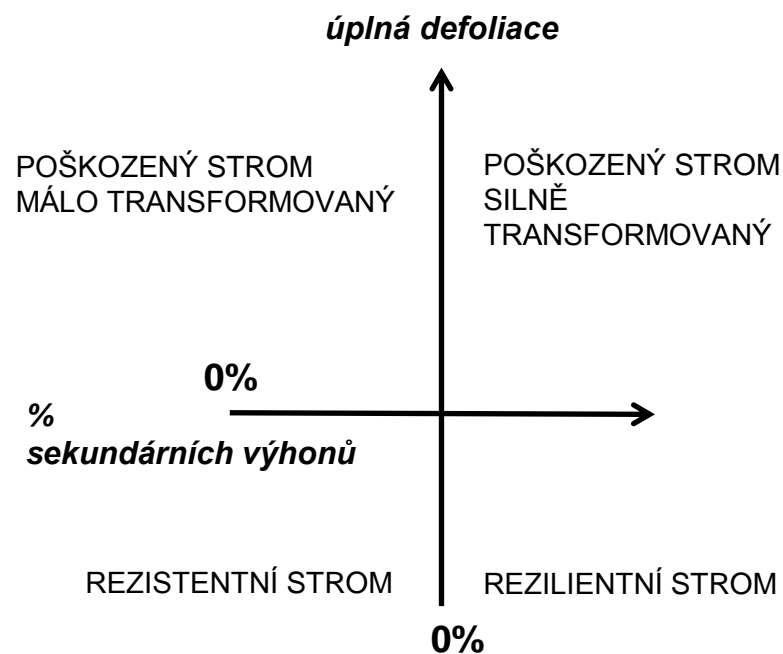 úplná defoliace
POŠKOZENÝ STROM
MÁLO TRANSFORMOVANÝ
POŠKOZENÝ STROM
SILNĚ
TRANSFORMOVANÝ
0%
%
sekundárních výhonů
REZISTENTNÍ STROM
REZILIENTNÍ STROM
0%